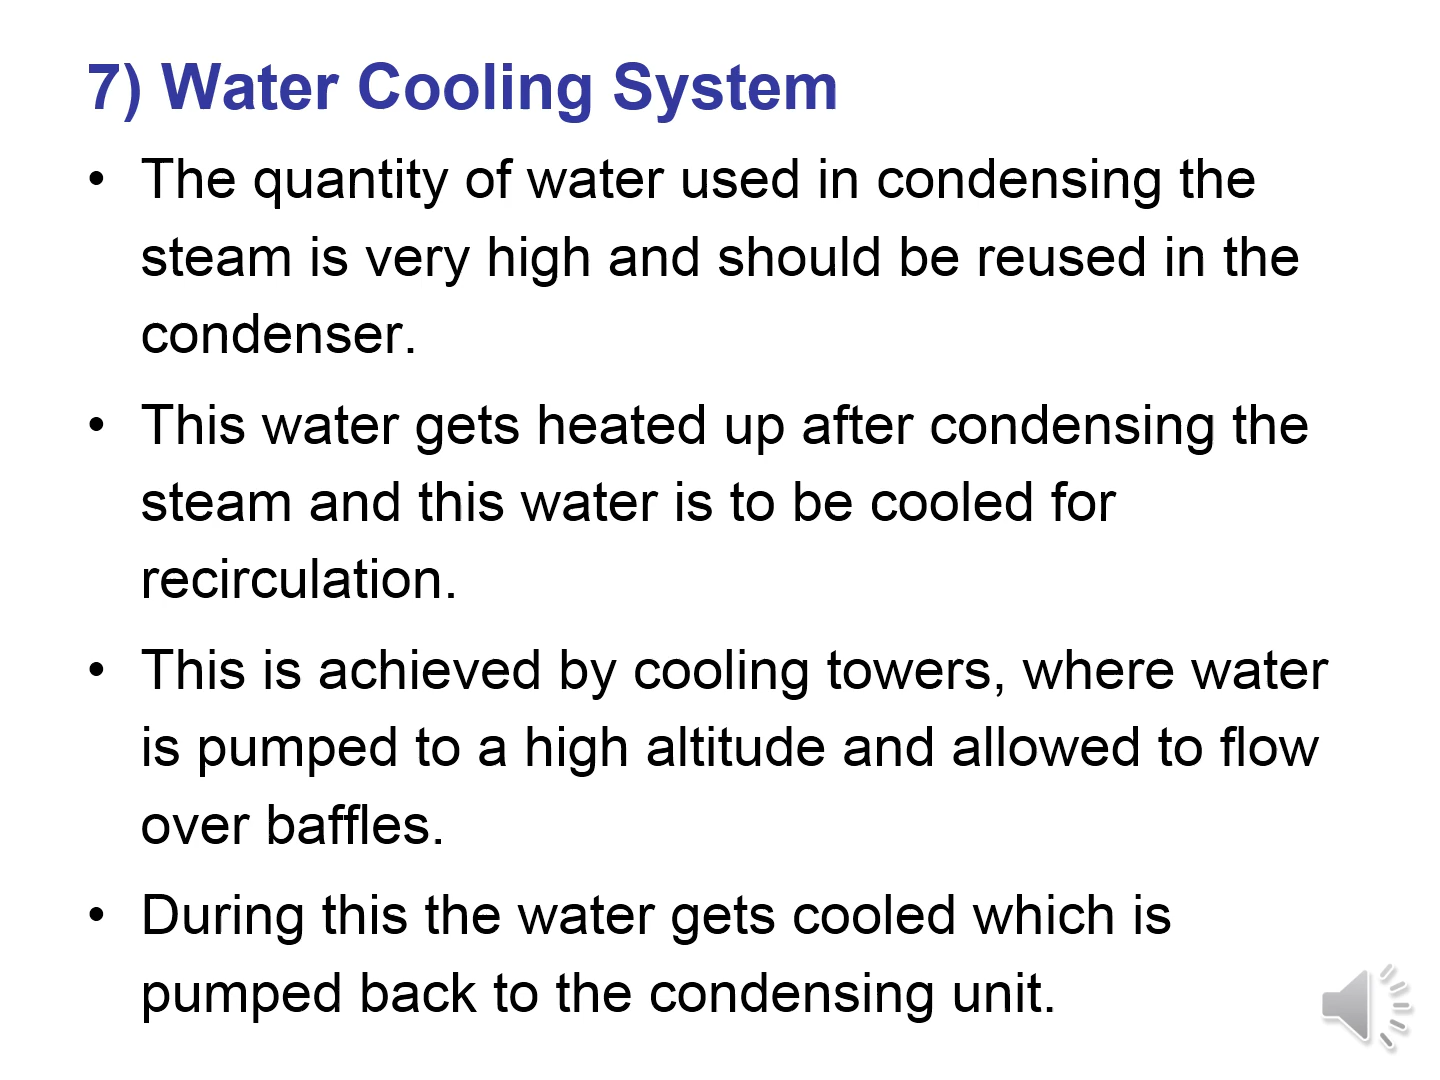 7) Water Cooling System
• The quantity of water used in condensing the
steam is very high and should be reused in the
condenser.
• This water gets heated up after condensing the
steam and this water is to be cooled for
recirculation.
• This is achieved by cooling towers, where water
is pumped to a high altitude and allowed to flow
over baffles.
• During this the water gets cooled which is
pumped back to the condensing unit.